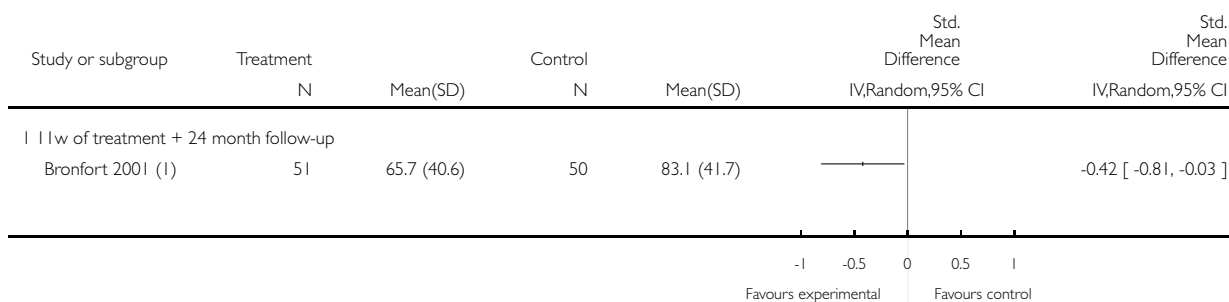 Study or subgroup Treatment Control Std. Mean Difference Std. Mean Difference
N Mean(SD) N Mean(SD) IV,Random,95% CI IV,Random,95% CI
1 11w of treatment + 24 month follow-up
Bronfort 2001 (1) 51 65.7 (40.6) 50 83.1 (41.7) -0.42 [ -0.81, -0.03 ]
-1 -0.5 0 0.5 1
Favours experimental Favours control